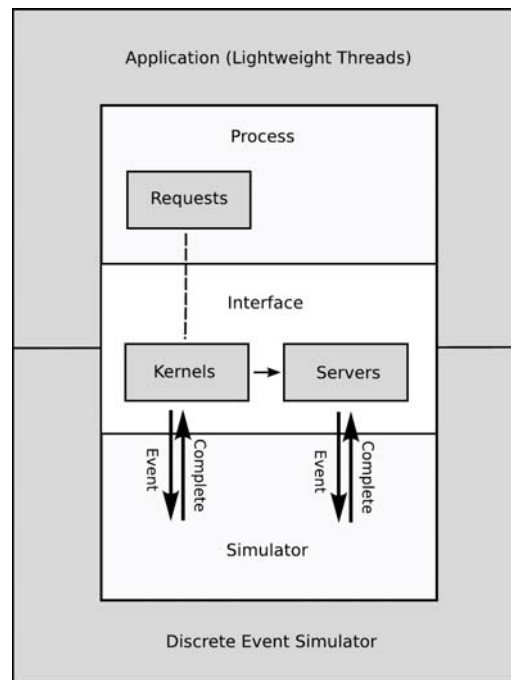 Application (Lightweight Threads)
Process
Requests
Interface
Kernels
Servers
Event
Complete
Event
Complete
Simulator
Discrete Event Simulator